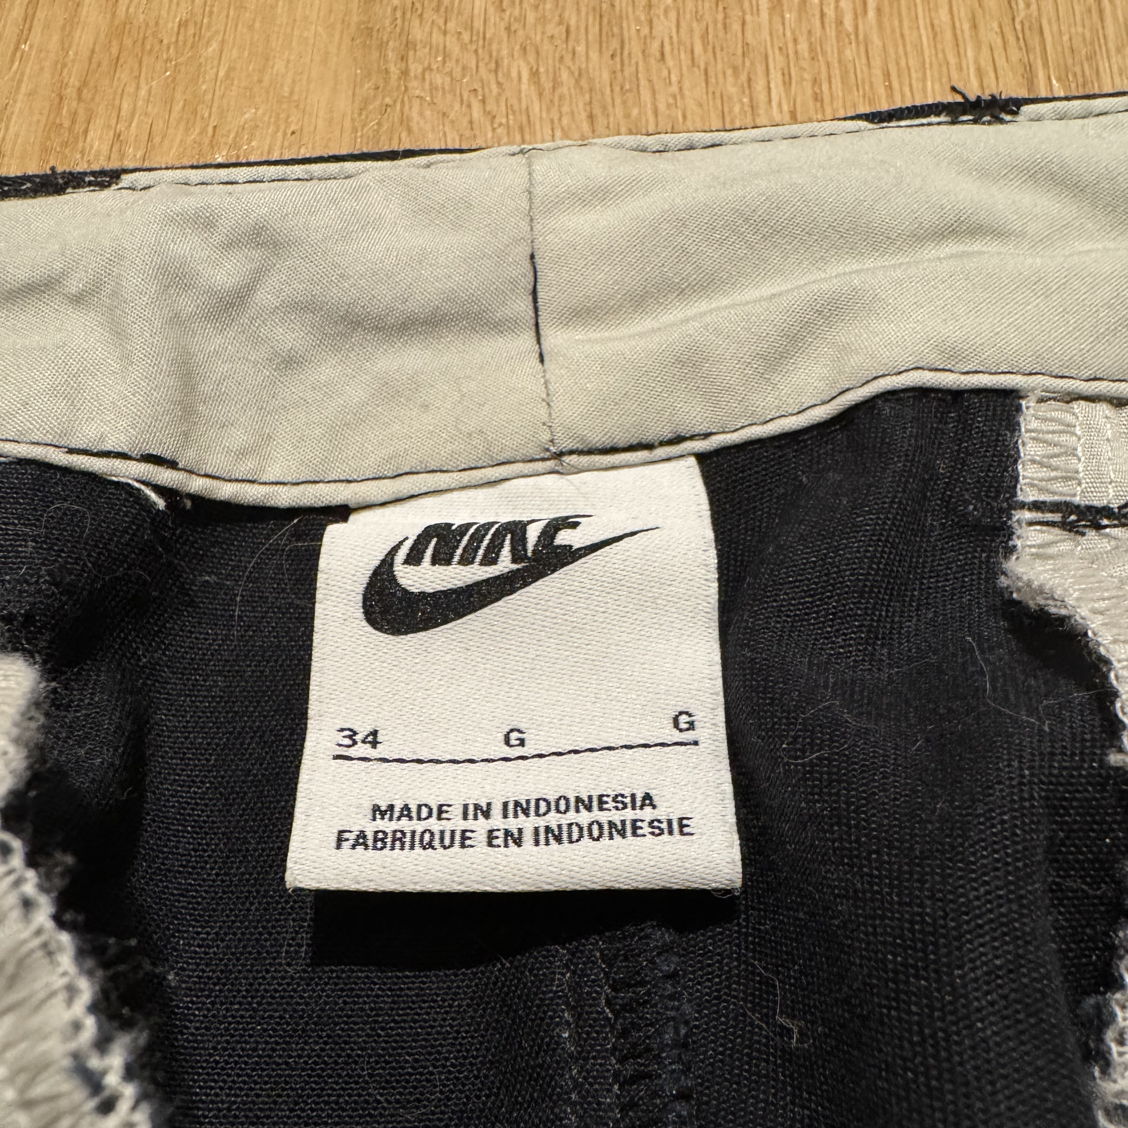 NIKE
34 G G
MADE IN INDONESIA
FABRIQUE EN INDONESIE